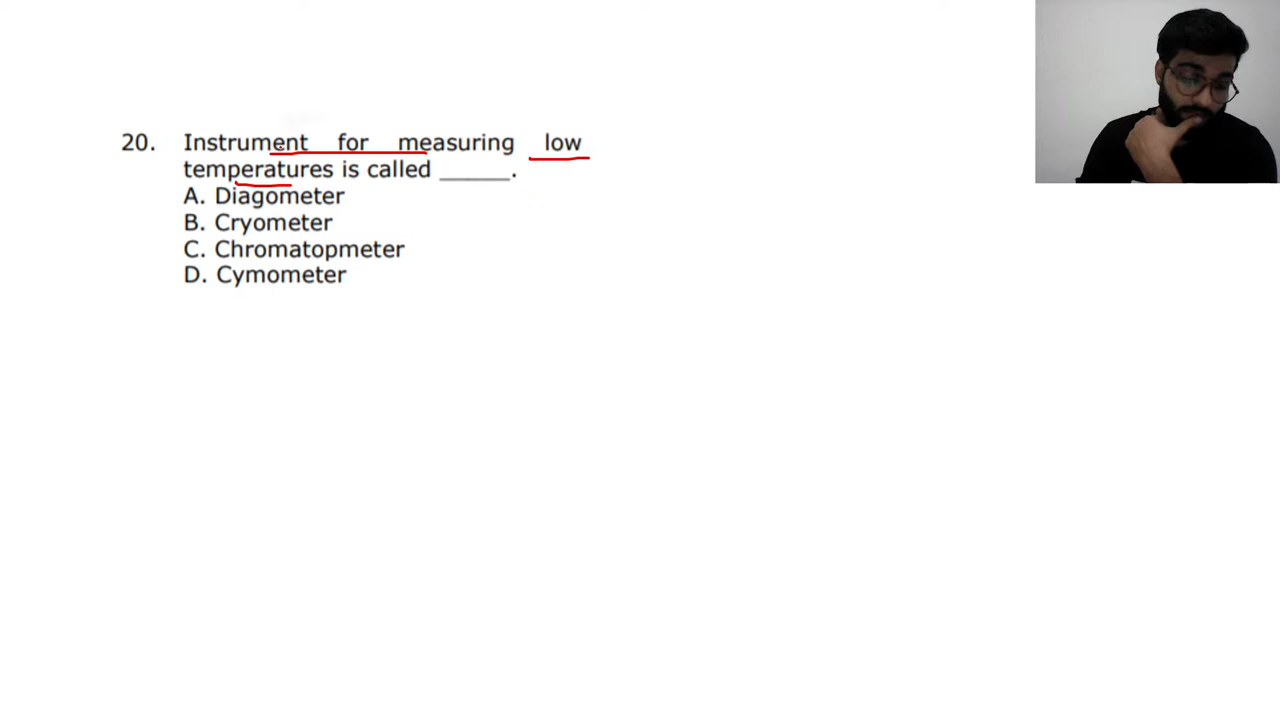 20. Instrument for measuring low
temperatures is called ______.
A. Diagometer
B. Cryometer
C. Chromatopmeter
D. Cymometer